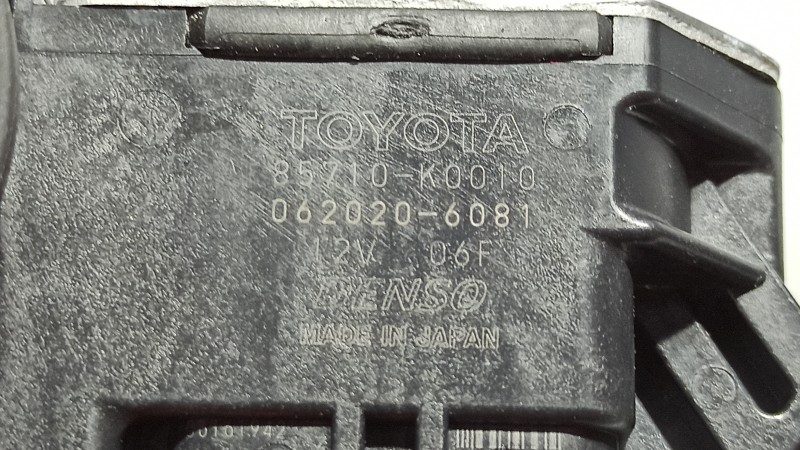 TOYOTA
85710-K0010
062020-6081
12V 06F
DENSO
MADE IN JAPAN